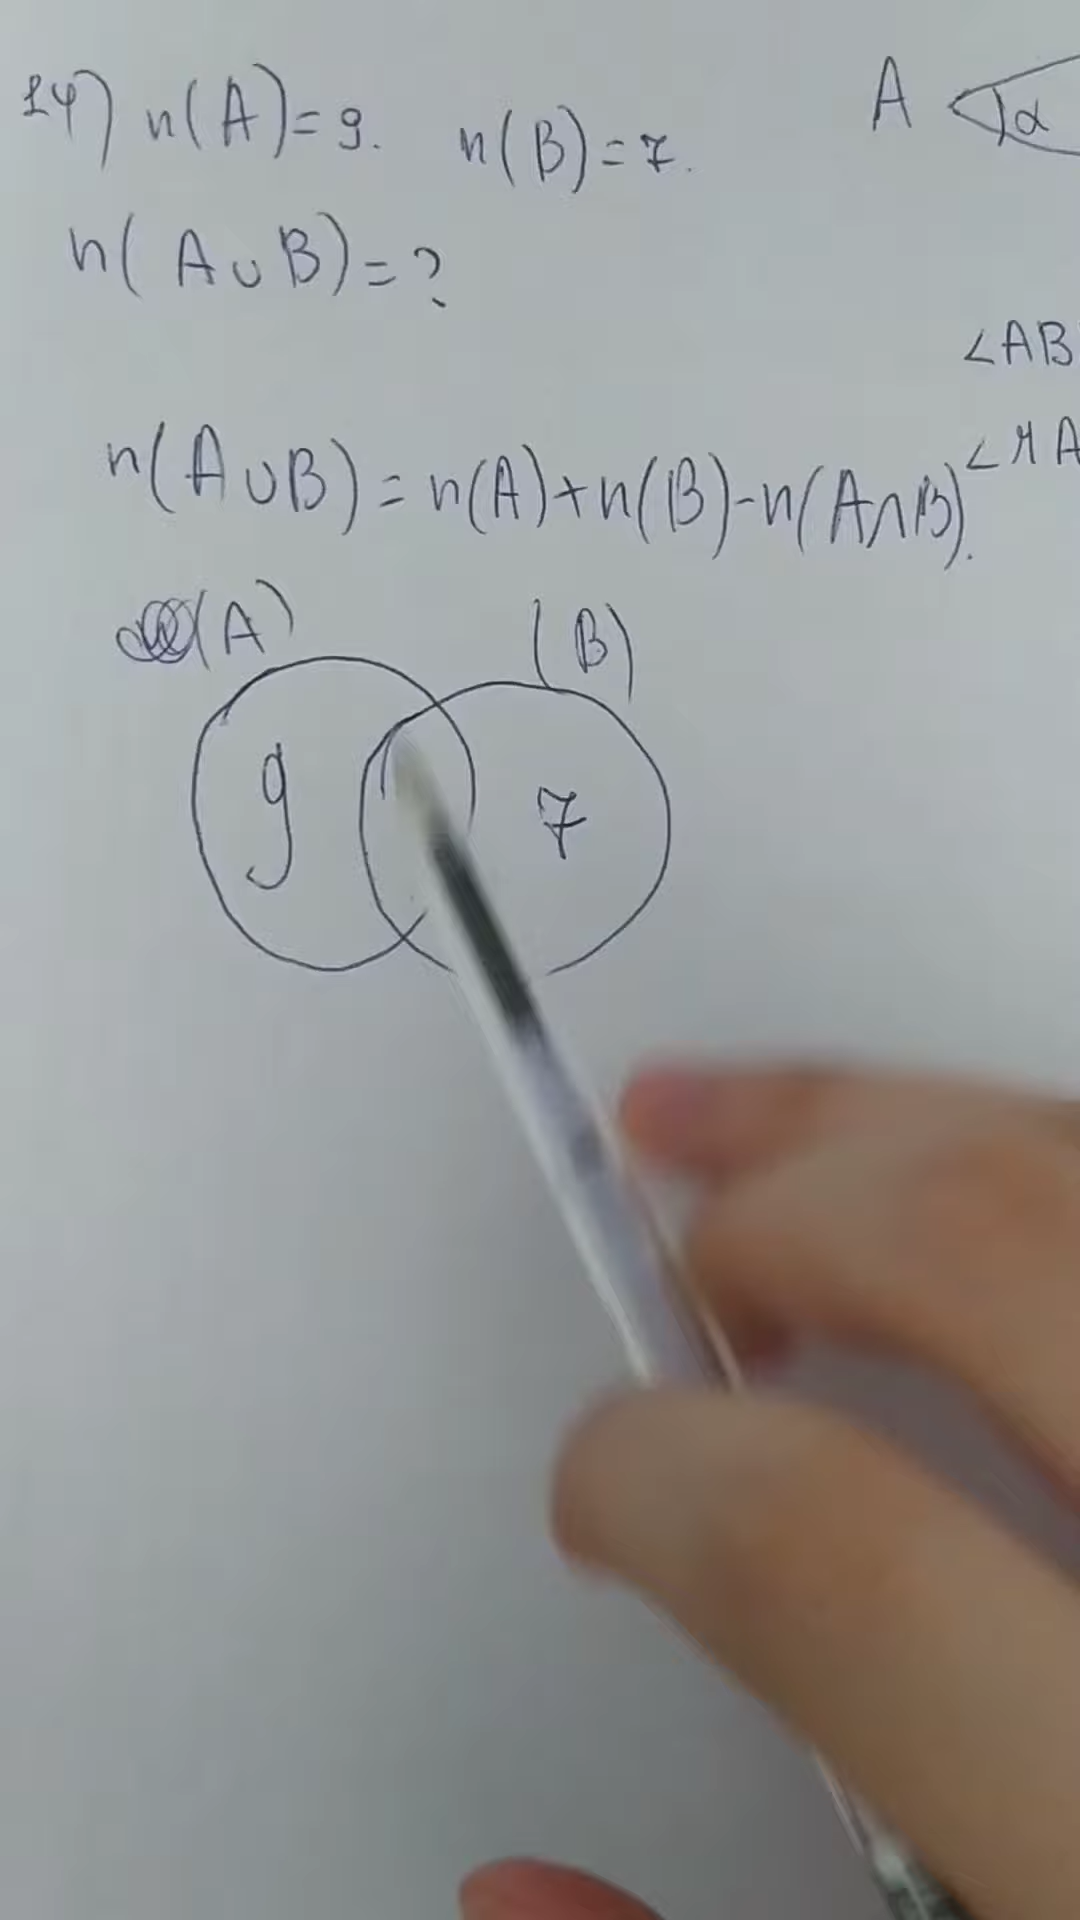 14) n(A)=9. n(B)=7.
n(A∪B)=?
n(A∪B)=n(A)+n(B)-n(A∩B).
(A) (B)
9 7
A α
∠AB